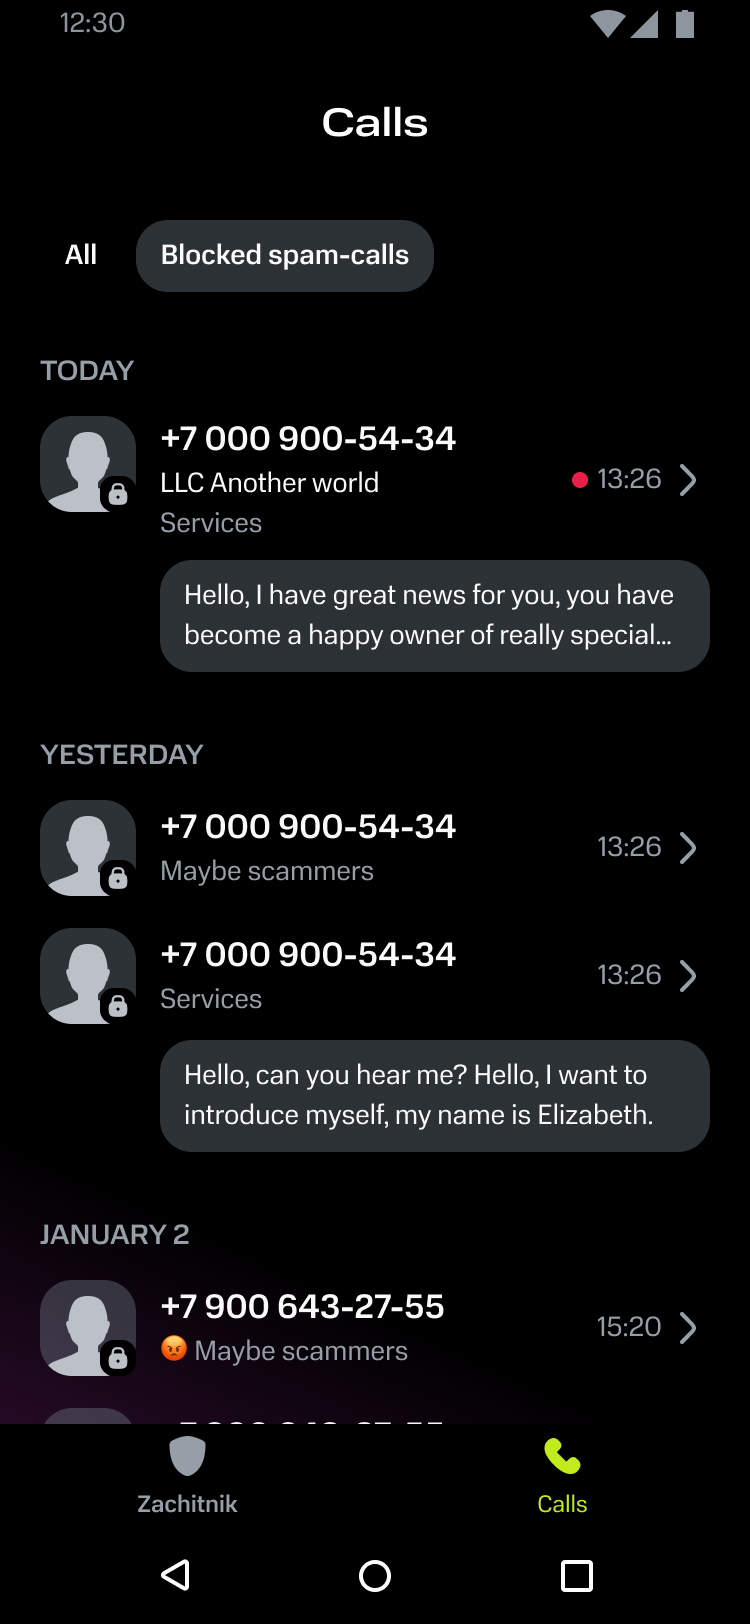 12:30
Calls
All
Blocked spam-calls
TODAY
+7 000 900-54-34
LLC Another world
13:26
Services
Hello, I have great news for you, you have
become a happy owner of really special...
YESTERDAY
+7 000 900-54-34
13:26
Maybe scammers
+7 000 900-54-34
13:26
Services
Hello, can you hear me? Hello, I want to
introduce myself, my name is Elizabeth.
JANUARY 2
+7 900 643-27-55
15:20
😡 Maybe scammers
Zachitnik
Calls